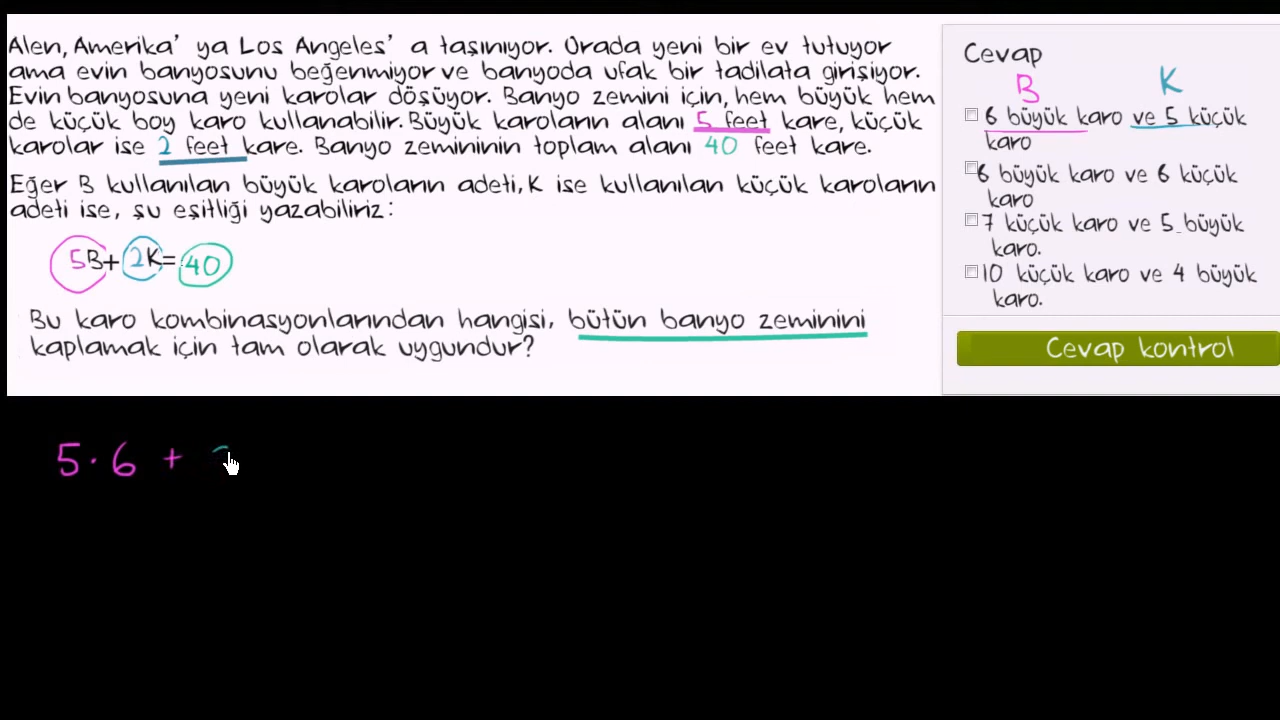 Alen, Amerika' ya Los Angeles' a taşınıyor. Orada yeni bir ev tutuyor
ama evin banyosunu beğenmiyor ve banyoda ufak bir tadilata girişiyor.
Evin banyosuna yeni karolar döşüyor. Banyo zemini için, hem büyük hem
de küçük boy karo kullanabilir. Büyük karoların alanı 5 feet kare, küçük
karolar ise 2 feet kare. Banyo zemininin toplam alanı 40 feet kare.
Eğer B kullanılan büyük karoların adeti, K ise kullanılan küçük karoların
adeti ise, şu eşitliği yazabiliriz:
5B+2K=40
Bu karo kombinasyonlarından hangisi, bütün banyo zeminini
kaplamak için tam olarak uygundur?
Cevap
B K
6 büyük karo ve 5 küçük
karo
6 büyük karo ve 6 küçük
karo
7 küçük karo ve 5 büyük
karo.
10 küçük karo ve 4 büyük
karo.
Cevap kontrol
5 · 6 +